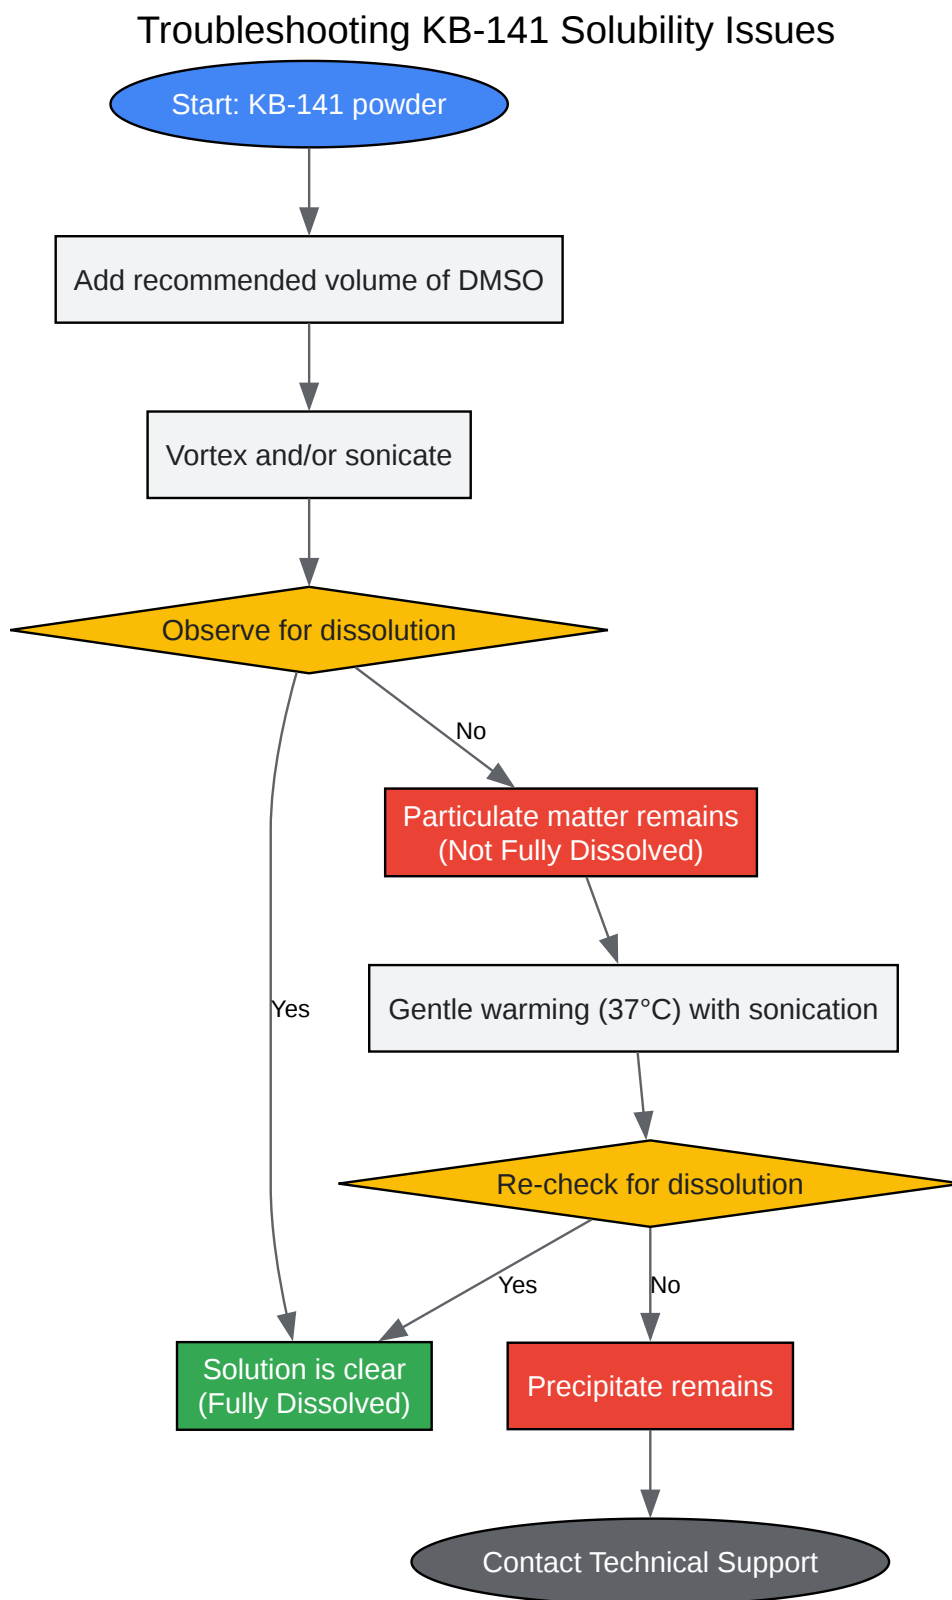 Troubleshooting KB-141 Solubility Issues
Start: KB-141 powder
Add recommended volume of DMSO
Vortex and/or sonicate
Observe for dissolution
No
Particulate matter remains
(Not Fully Dissolved)
Yes
Gentle warming (37°C) with sonication
Re-check for dissolution
Yes
No
Solution is clear
(Fully Dissolved)
Precipitate remains
Contact Technical Support